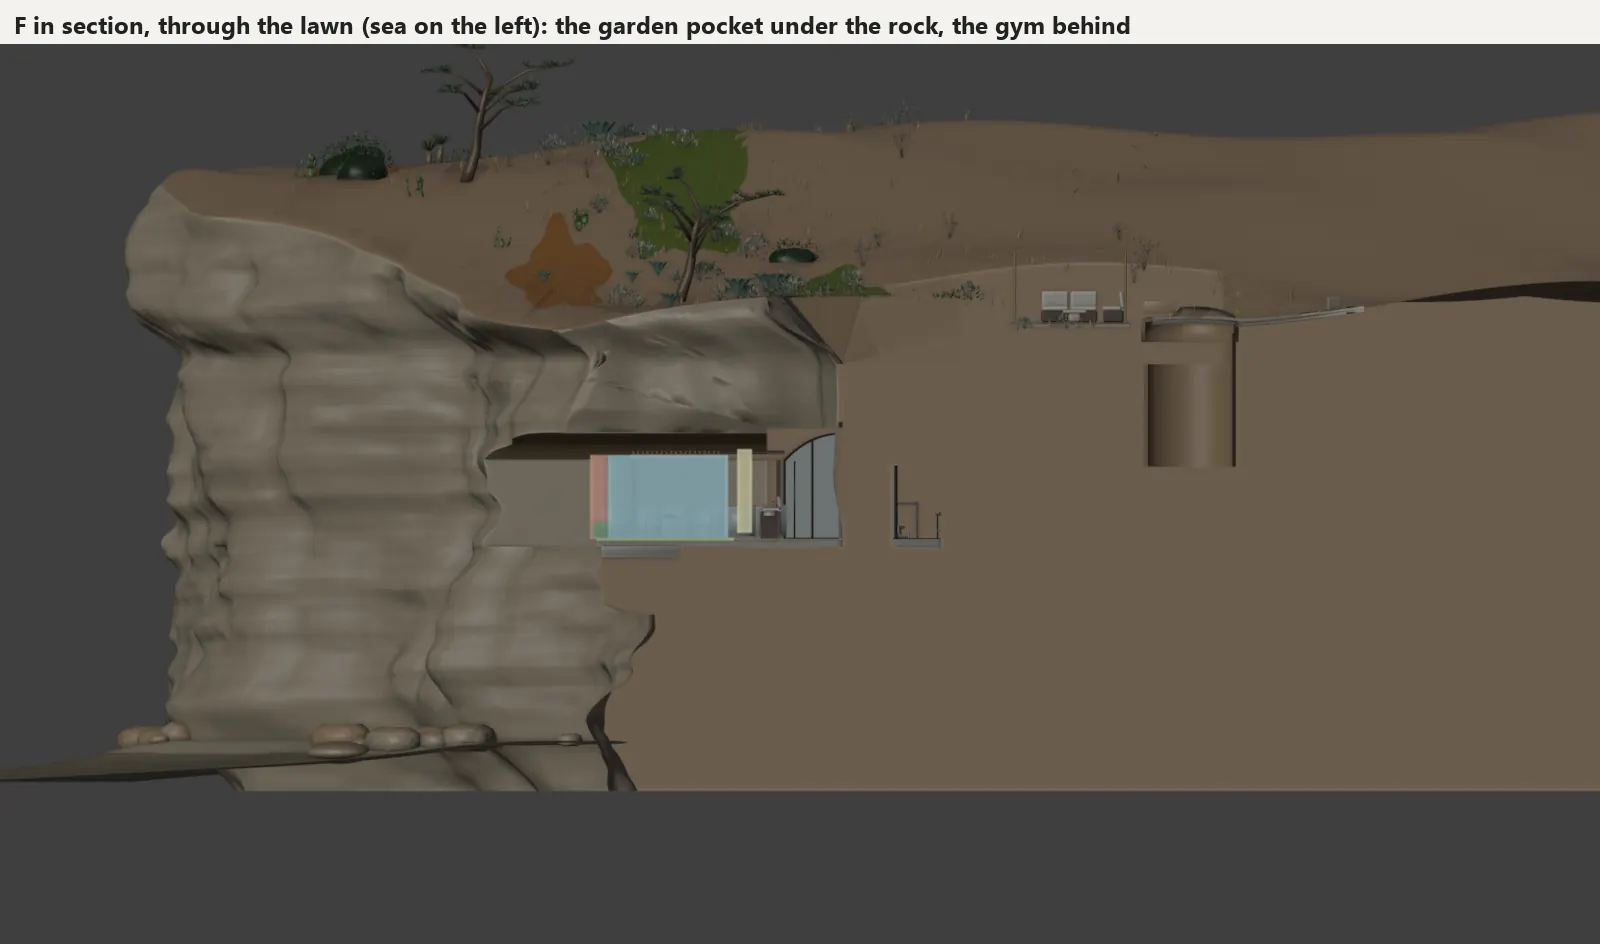 F in section, through the lawn (sea on the left): the garden pocket under the rock, the gym behind